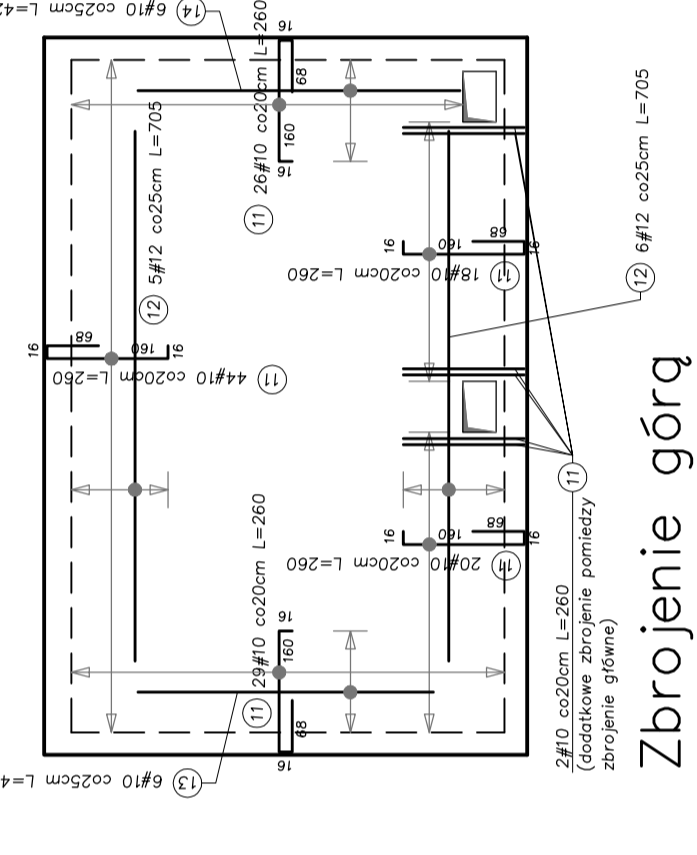 6#10 co25cm L=42
14
26#10 co20cm L=260
11
16
68
160
16
5#12 co25cm L=705
12
16
68
160
16
44#10 co20cm L=260
11
16
160
68
16
18#10 co20cm L=260
11
6#12 co25cm L=705
12
29#10 co20cm L=260
11
16
160
68
16
16
160
68
16
20#10 co20cm L=260
11
6#10 co25cm L=4
13
11
2#10 co20cm L=260
(dodatkowe zbrojenie pomiedzy
zbrojenie główne)
Zbrojenie górą